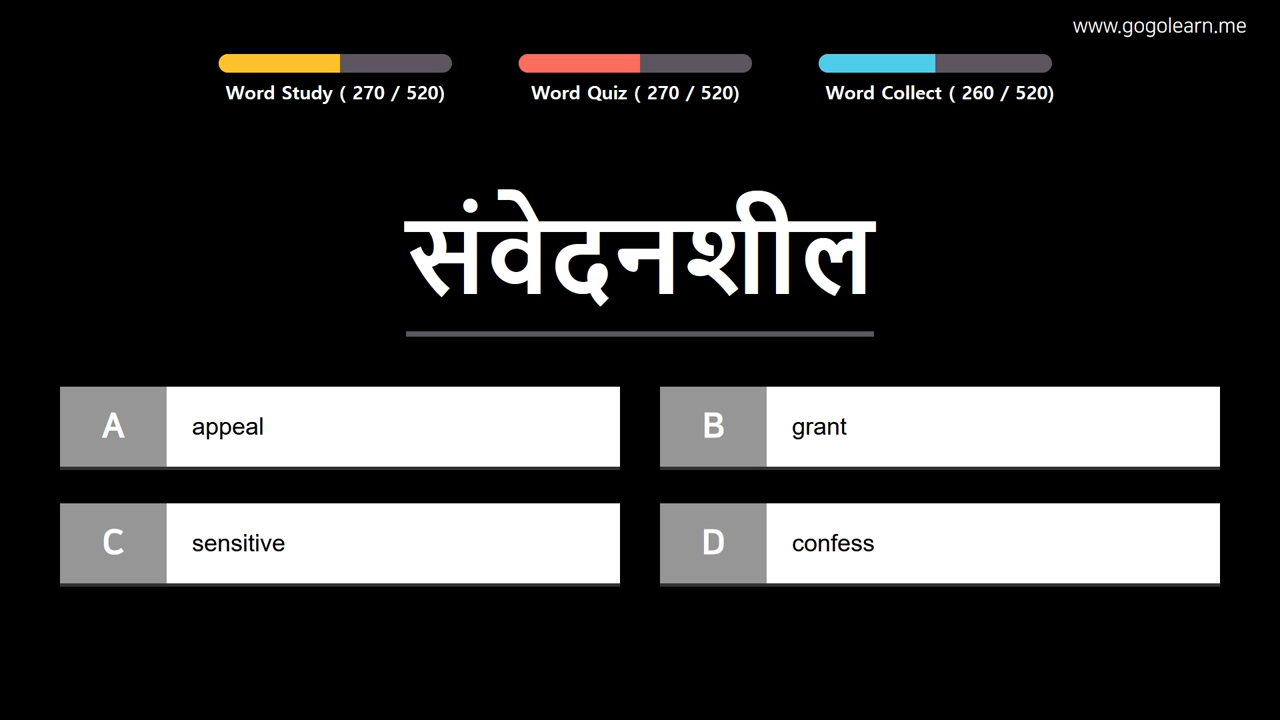 www.gogolearn.me
Word Study ( 270 / 520)
Word Quiz ( 270 / 520)
Word Collect ( 260 / 520)
संवेदनशील
A appeal
B grant
C sensitive
D confess